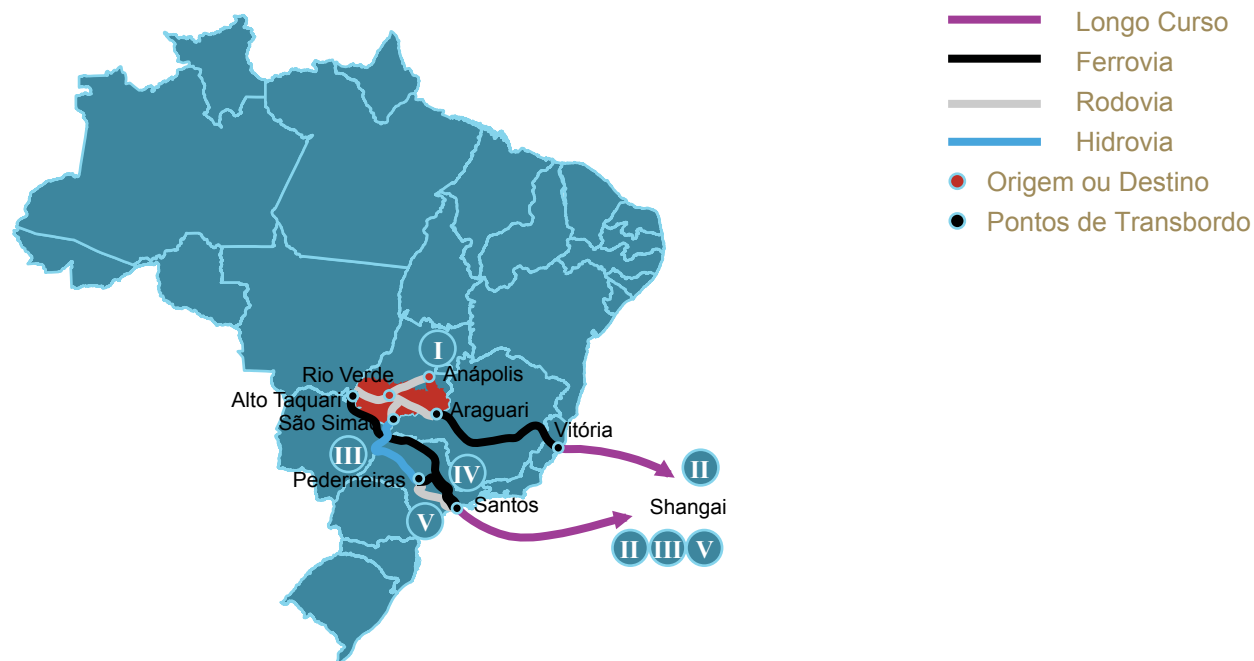 Longo Curso
Ferrovia
Rodovia
Hidrovia
Origem ou Destino
Pontos de Transbordo
I
Rio Verde
Anápolis
Alto Taquari
Araguari
São Simão
Vitória
III
IV
II
Pederneiras
Santos
Shangai
V
II III V